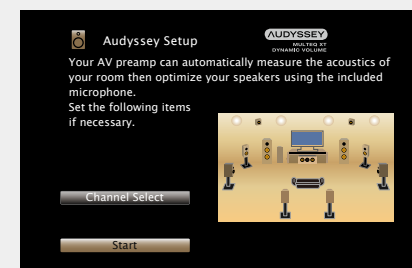 Audyssey Setup
AUDYSSEY
MULTEQ XT
DYNAMIC VOLUME
Your AV preamp can automatically measure the acoustics of
your room then optimize your speakers using the included
microphone.
Set the following items
if necessary.
Channel Select
Start